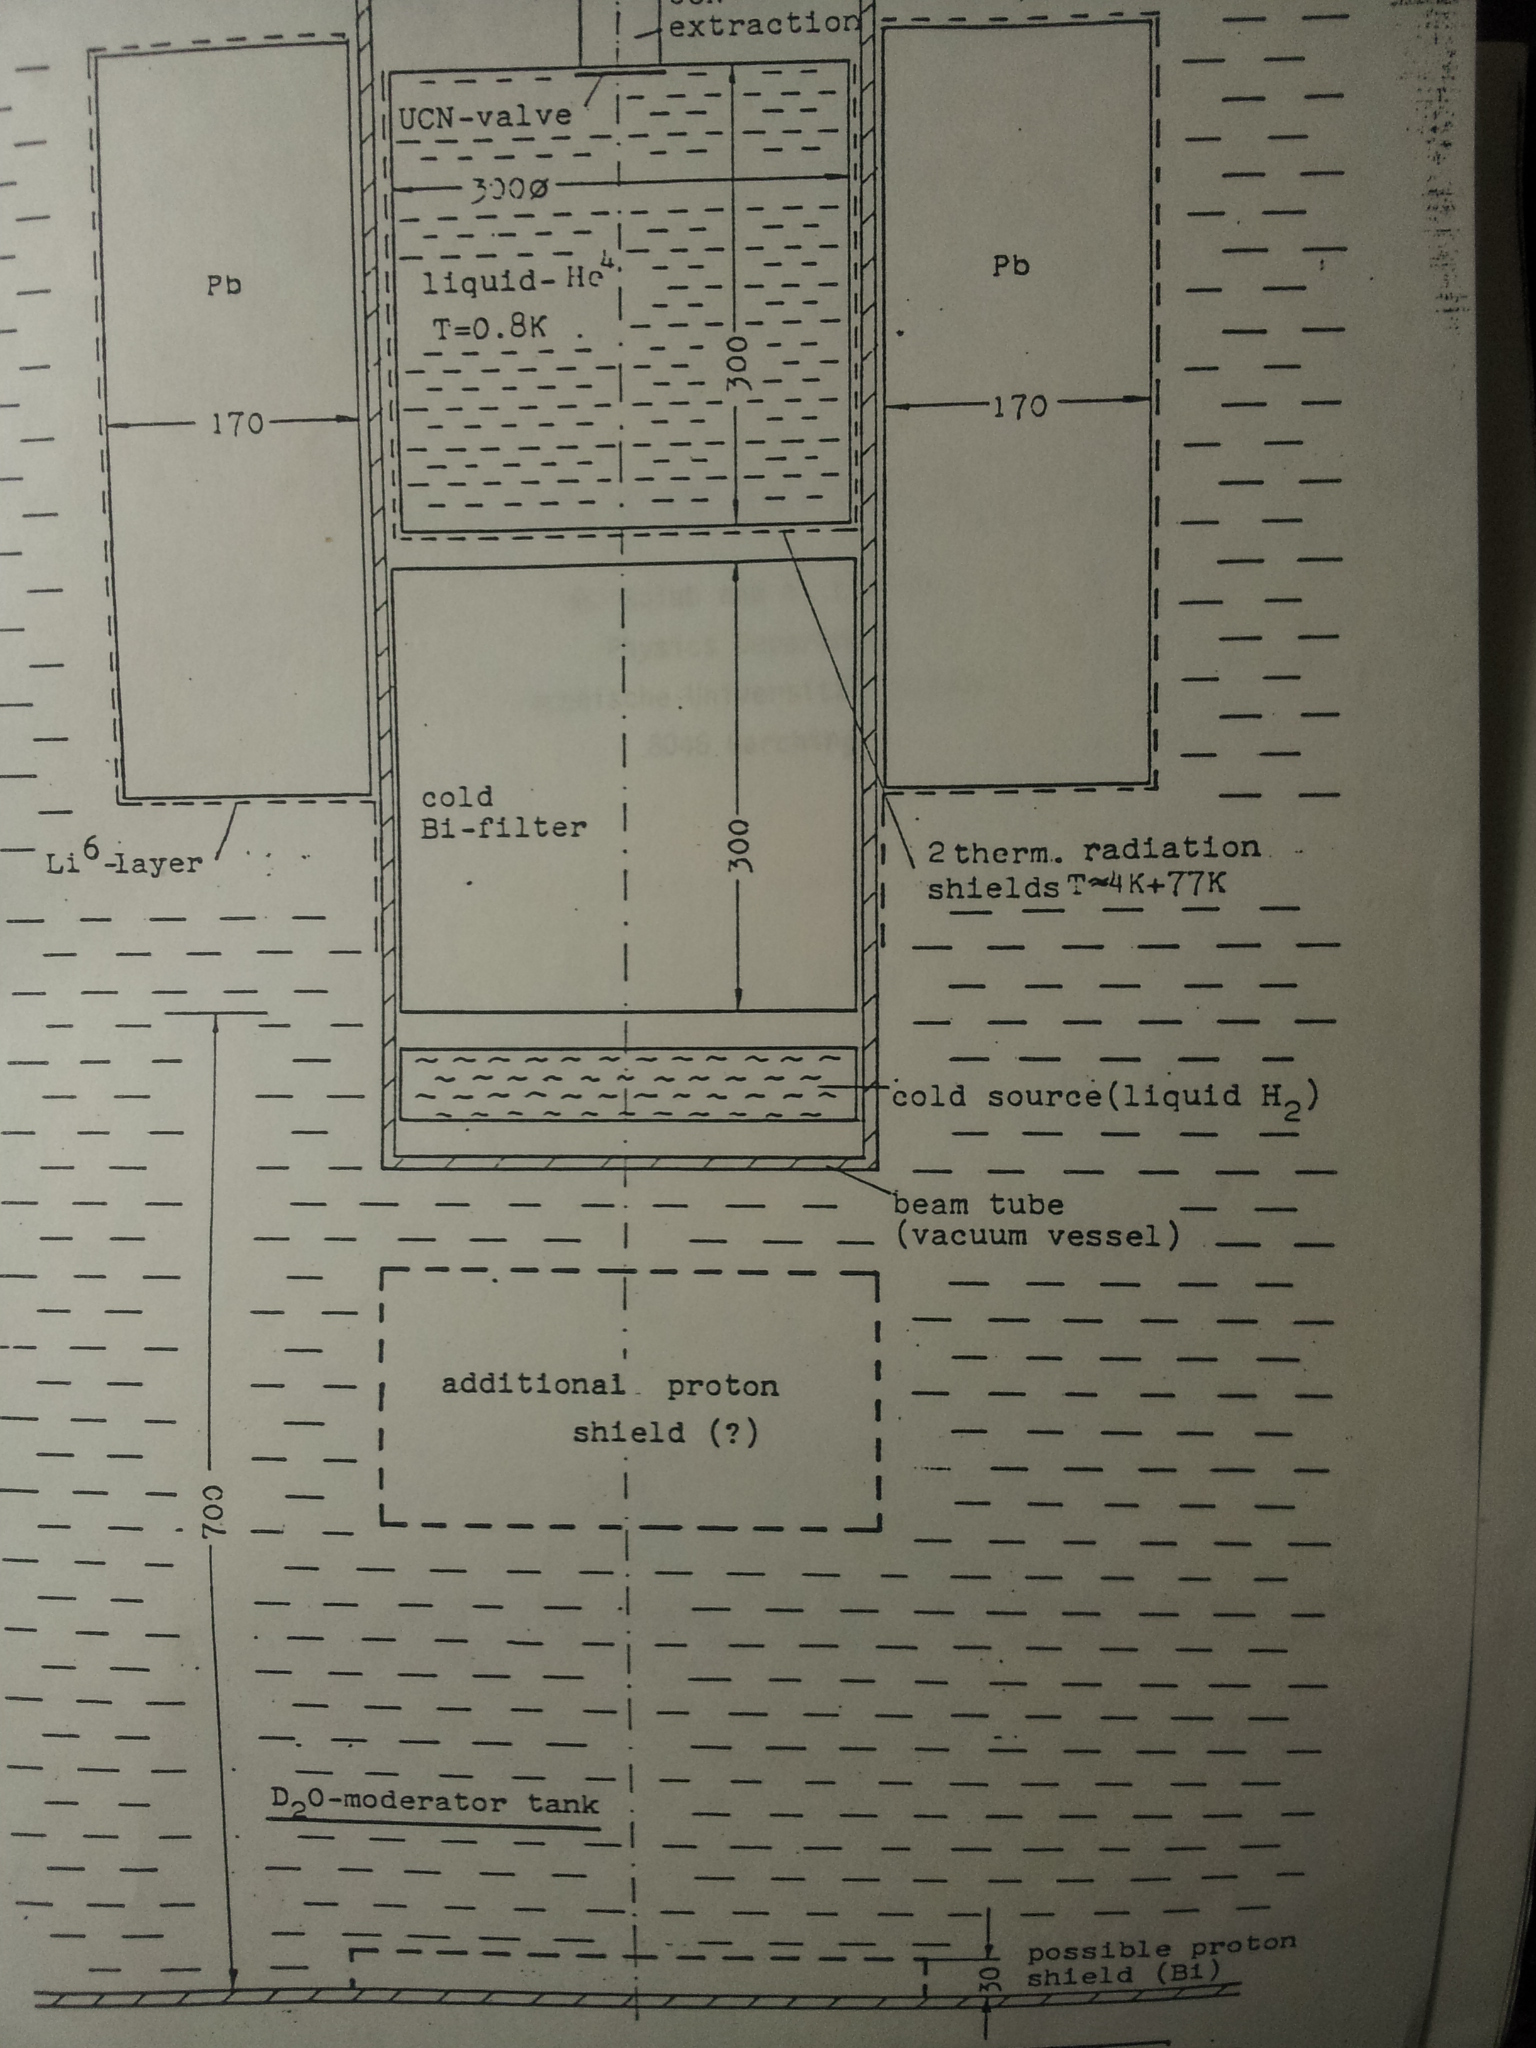 extraction
UCN-valve
300Ø
liquid-He⁴
T=0.8K
300
Pb
Pb
170
170
cold
Bi-filter
300
Li⁶-layer
2 therm. radiation
shields T≈4K+77K
cold source(liquid H₂)
beam tube
(vacuum vessel)
additional proton
shield (?)
700
D₂O-moderator tank
possible proton
shield (Bi)
30